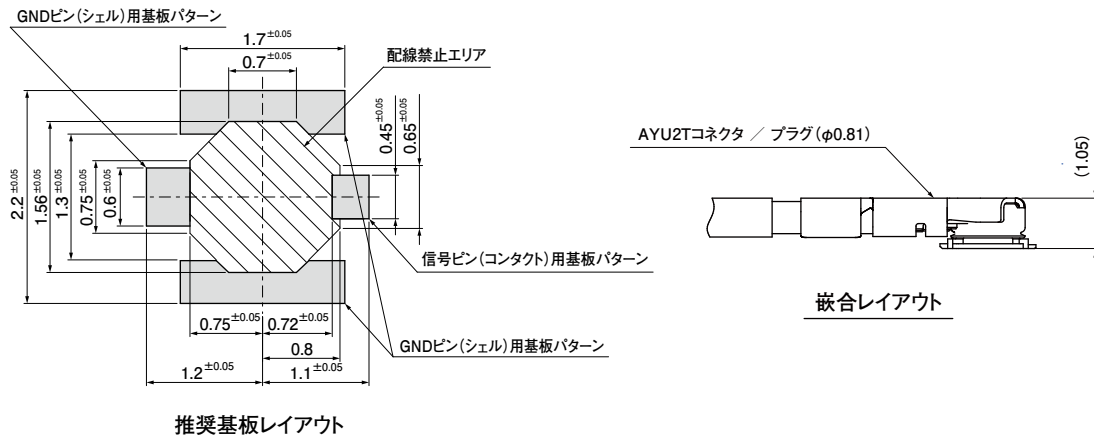 GNDピン(シェル)用基板パターン
1.7±0.05
0.7±0.05
配線禁止エリア
2.2±0.05
1.56±0.05
1.3±0.05
0.75±0.05
0.6±0.05
0.45±0.05
0.65±0.05
信号ピン(コンタクト)用基板パターン
0.75±0.05
0.72±0.05
GNDピン(シェル)用基板パターン
0.8
1.2±0.05
1.1±0.05
推奨基板レイアウト
AYU2Tコネクタ / プラグ(φ0.81)
(1.05)
嵌合レイアウト